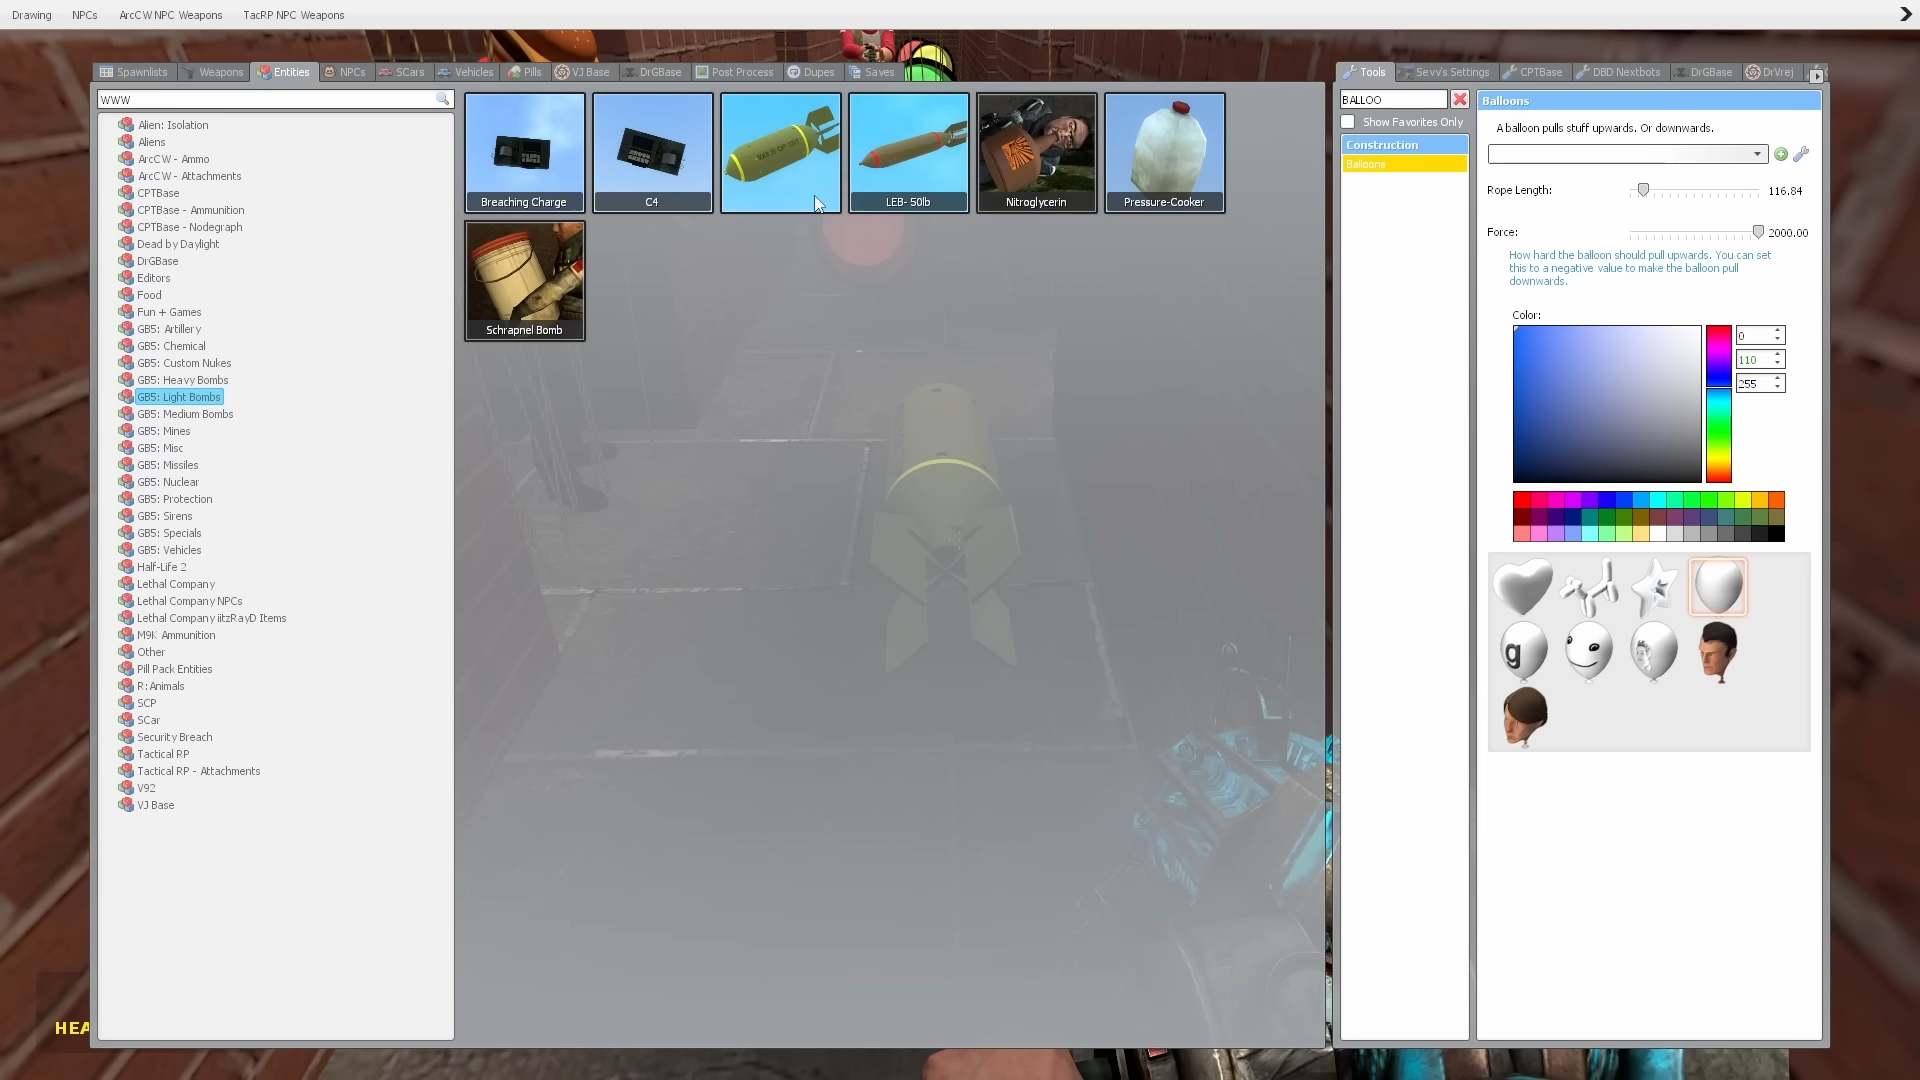 Drawing NPCs ArcCW NPC Weapons TacRP NPC Weapons
Spawnlists Weapons Entities NPCs SCars Vehicles Pills VJ Base DrGBase Post Process Dupes Saves
WWW
Alien: Isolation
Aliens
ArcCW - Ammo
ArcCW - Attachments
CPTBase
CPTBase - Ammunition
CPTBase - Nodegraph
Dead by Daylight
DrGBase
Editors
Food
Fun + Games
GB5: Artillery
GB5: Chemical
GB5: Custom Nukes
GB5: Heavy Bombs
GB5: Light Bombs
GB5: Medium Bombs
GB5: Mines
GB5: Misc
GB5: Missiles
GB5: Nuclear
GB5: Protection
GB5: Sirens
GB5: Specials
GB5: Vehicles
Half-Life 2
Lethal Company
Lethal Company NPCs
Lethal Company iitzRayD Items
M9K Ammunition
Other
Pill Pack Entities
R:Animals
SCP
SCar
Security Breach
Tactical RP
Tactical RP - Attachments
V92
VJ Base
Breaching Charge
C4
LEB- 50lb
Nitroglycerin
Pressure-Cooker
Schrapnel Bomb
Tools Sevv's Settings CPTBase DBD Nextbots DrGBase DrVrej
BALLOO
Show Favorites Only
Construction
Balloons
Balloons
A balloon pulls stuff upwards. Or downwards.
Rope Length: 116.84
Force: 2000.00
How hard the balloon should pull upwards. You can set
this to a negative value to make the balloon pull
downwards.
Color:
0
110
255
g
HEA